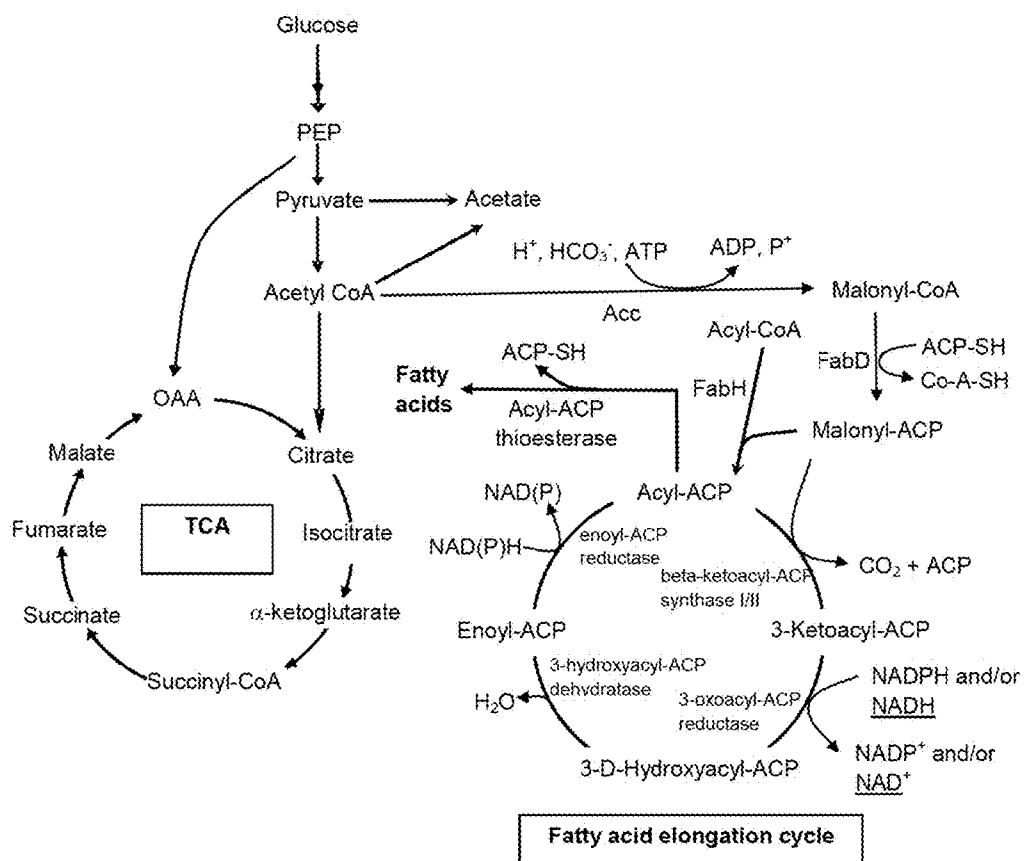 Glucose
PEP
Pyruvate
Acetate
H⁺, HCO₃⁻, ATP
ADP, P⁺
Acetyl CoA
Acc
Malonyl-CoA
Acyl-CoA
FabH
FabD
ACP-SH
Co-A-SH
ACP-SH
Fatty
acids
Acyl-ACP
thioesterase
Malonyl-ACP
OAA
Malate
Citrate
Fumarate
TCA
Isocitrate
Succinate
α-ketoglutarate
Succinyl-CoA
NAD(P)
Acyl-ACP
NAD(P)H
enoyl-ACP
reductase
beta-ketoacyl-ACP
synthase I/II
CO₂ + ACP
Enoyl-ACP
3-Ketoacyl-ACP
3-hydroxyacyl-ACP
dehydratase
H₂O
3-oxoacyl-ACP
reductase
NADPH and/or
NADH
3-D-Hydroxyacyl-ACP
NADP⁺ and/or
NAD⁺
Fatty acid elongation cycle